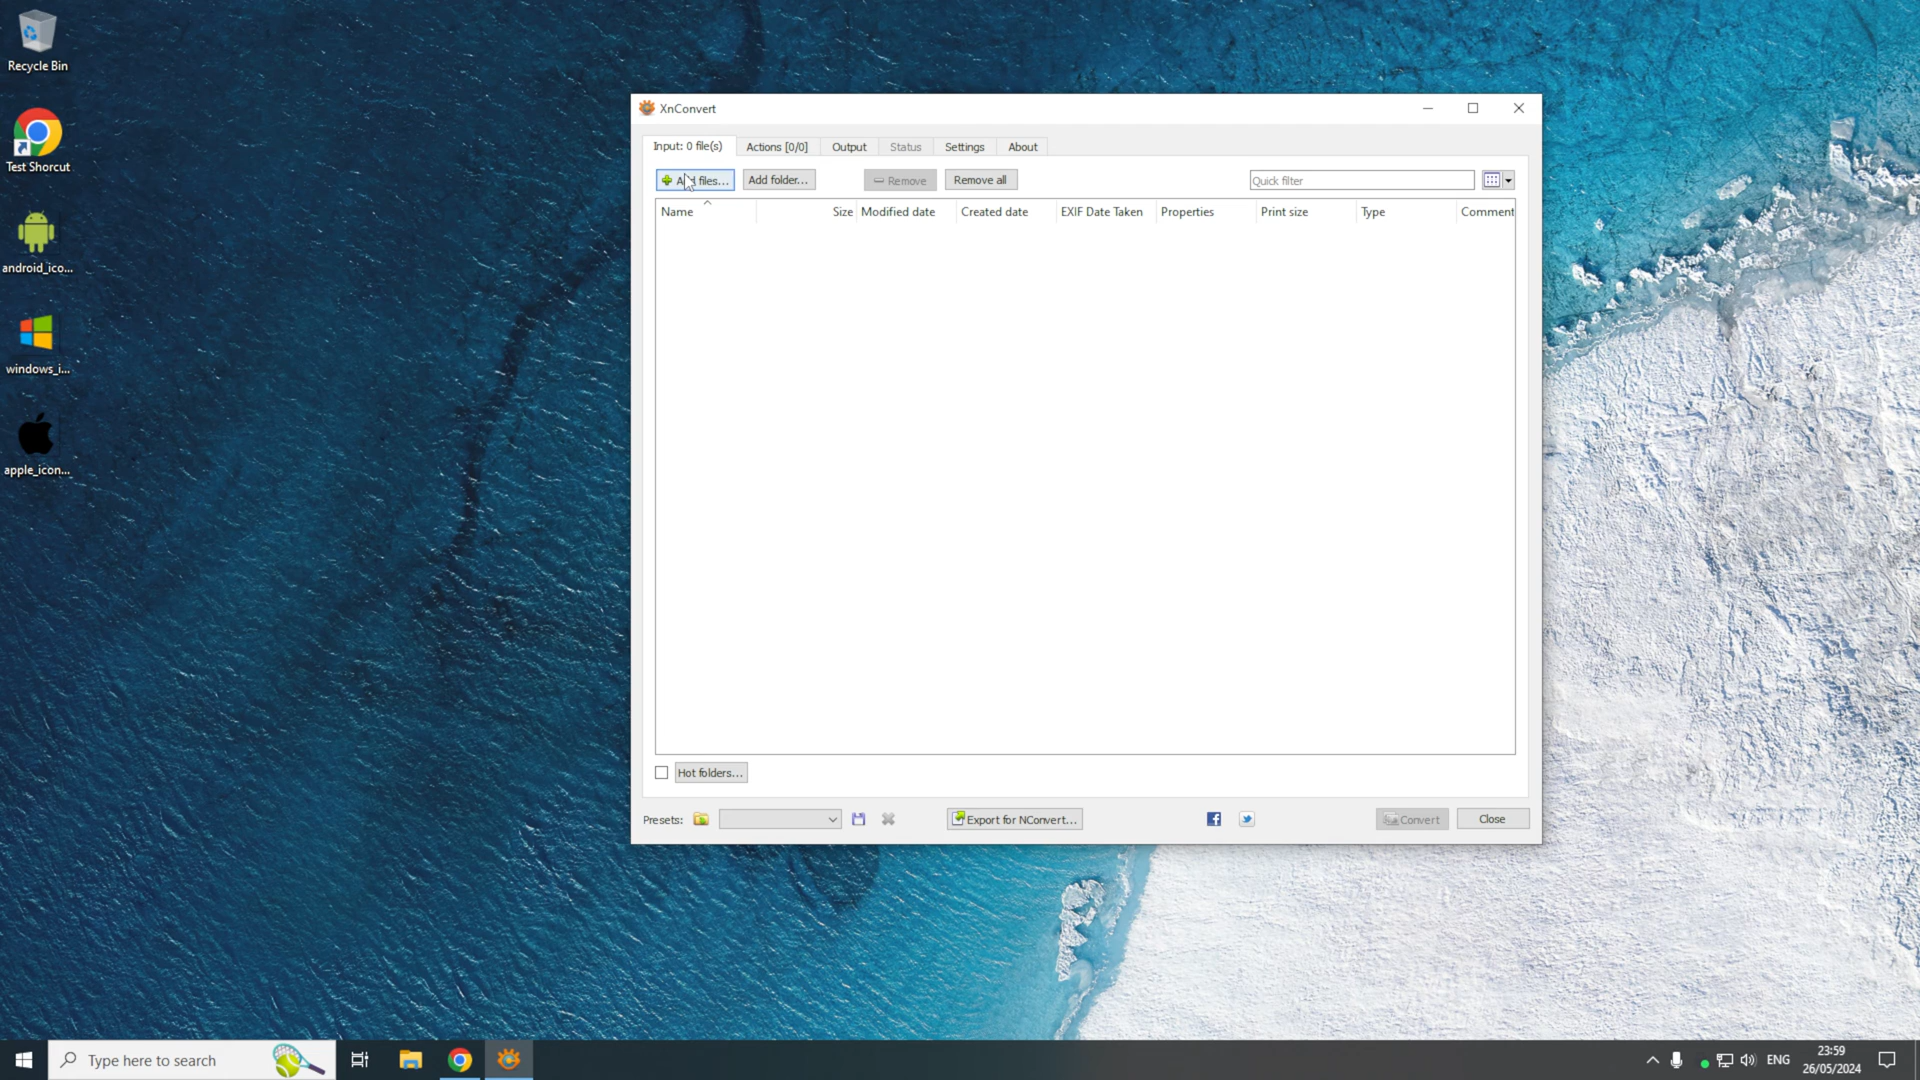 Recycle Bin
Test Shorcut
android_ico...
windows_i...
apple_icon...
XnConvert
Input: 0 file(s) Actions [0/0] Output Status Settings About
files... Add folder... Remove Remove all Quick filter
Name Size Modified date Created date EXIF Date Taken Properties Print size Type Comment
Hot folders...
Presets: Export for NConvert... Convert Close
Type here to search ENG 23:59
26/05/2024